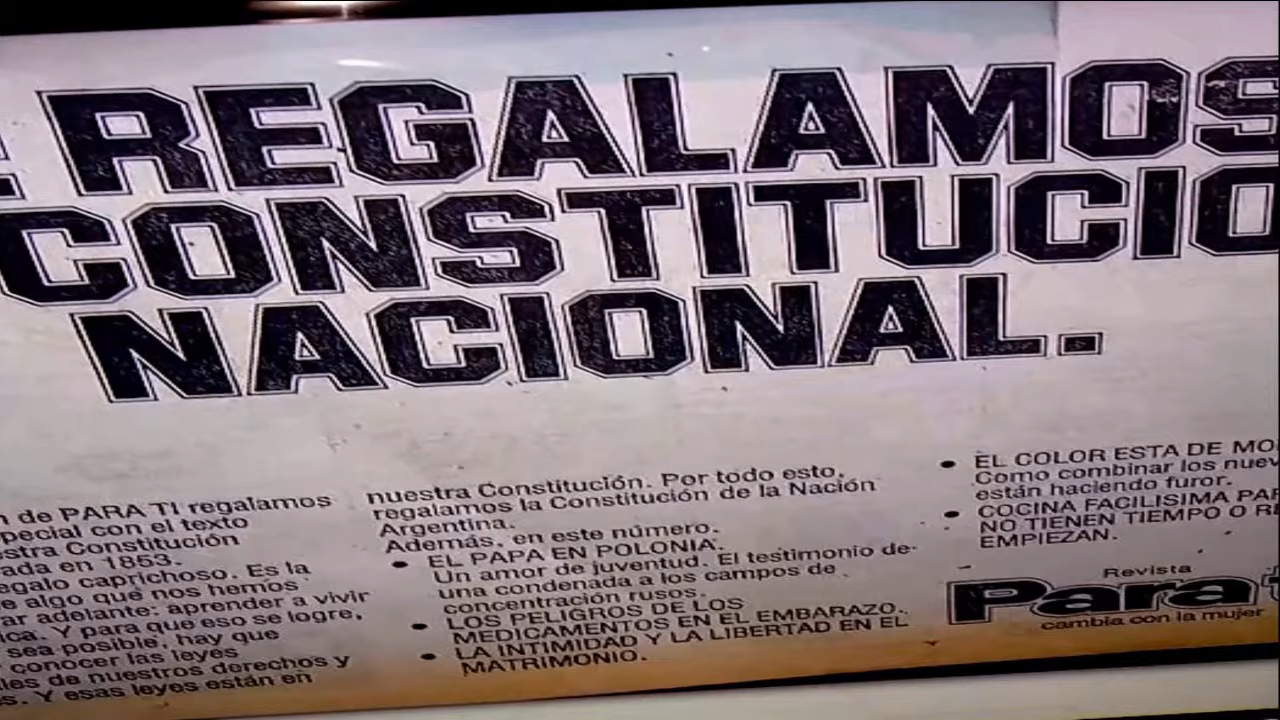 REGALAMOS
CONSTITUCIO
NACIONAL.
n de PARA TI regalamos
pecial con el texto
stra Constitución
ada en 1853.
egalo caprichoso. Es la
e algo que nos hemos
ar adelante: aprender a vivir
ica. Y para que eso se logre,
sea posible, hay que
conocer las leyes
les de nuestros derechos y
s. Y esas leyes están en
nuestra Constitución. Por todo esto,
regalamos la Constitución de la Nación
Argentina.
Además, en este número.
• EL PAPA EN POLONIA.
Un amor de juventud. El testimonio de
una condenada a los campos de
concentración rusos.
• LOS PELIGROS DE LOS
MEDICAMENTOS EN EL EMBARAZO.
• LA INTIMIDAD Y LA LIBERTAD EN EL
MATRIMONIO.
• EL COLOR ESTA DE MO
Como combinar los nuev
están haciendo furor.
• COCINA FACILISIMA PAR
NO TIENEN TIEMPO O RE
EMPIEZAN.
Revista
Para t
cambia con la mujer